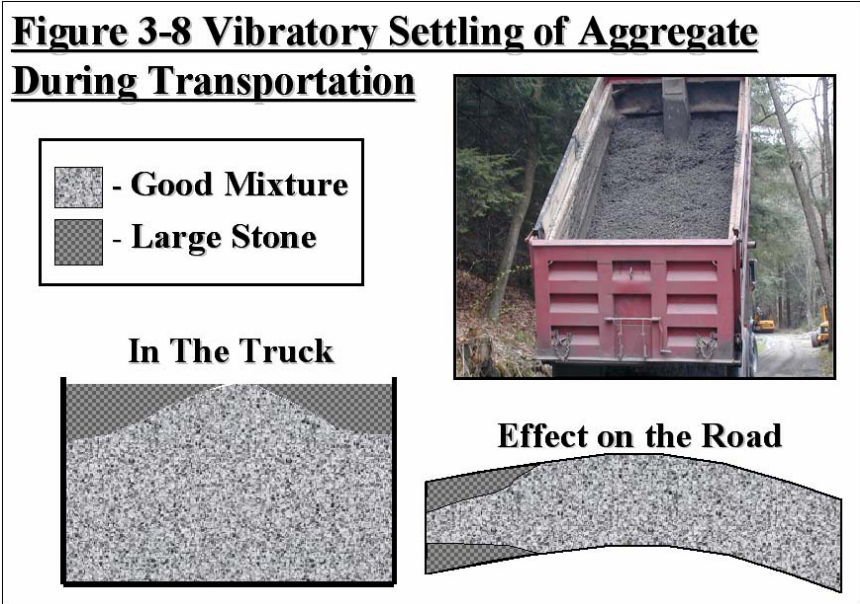 Figure 3-8 Vibratory Settling of Aggregate
During Transportation
- Good Mixture
- Large Stone
In The Truck
Effect on the Road